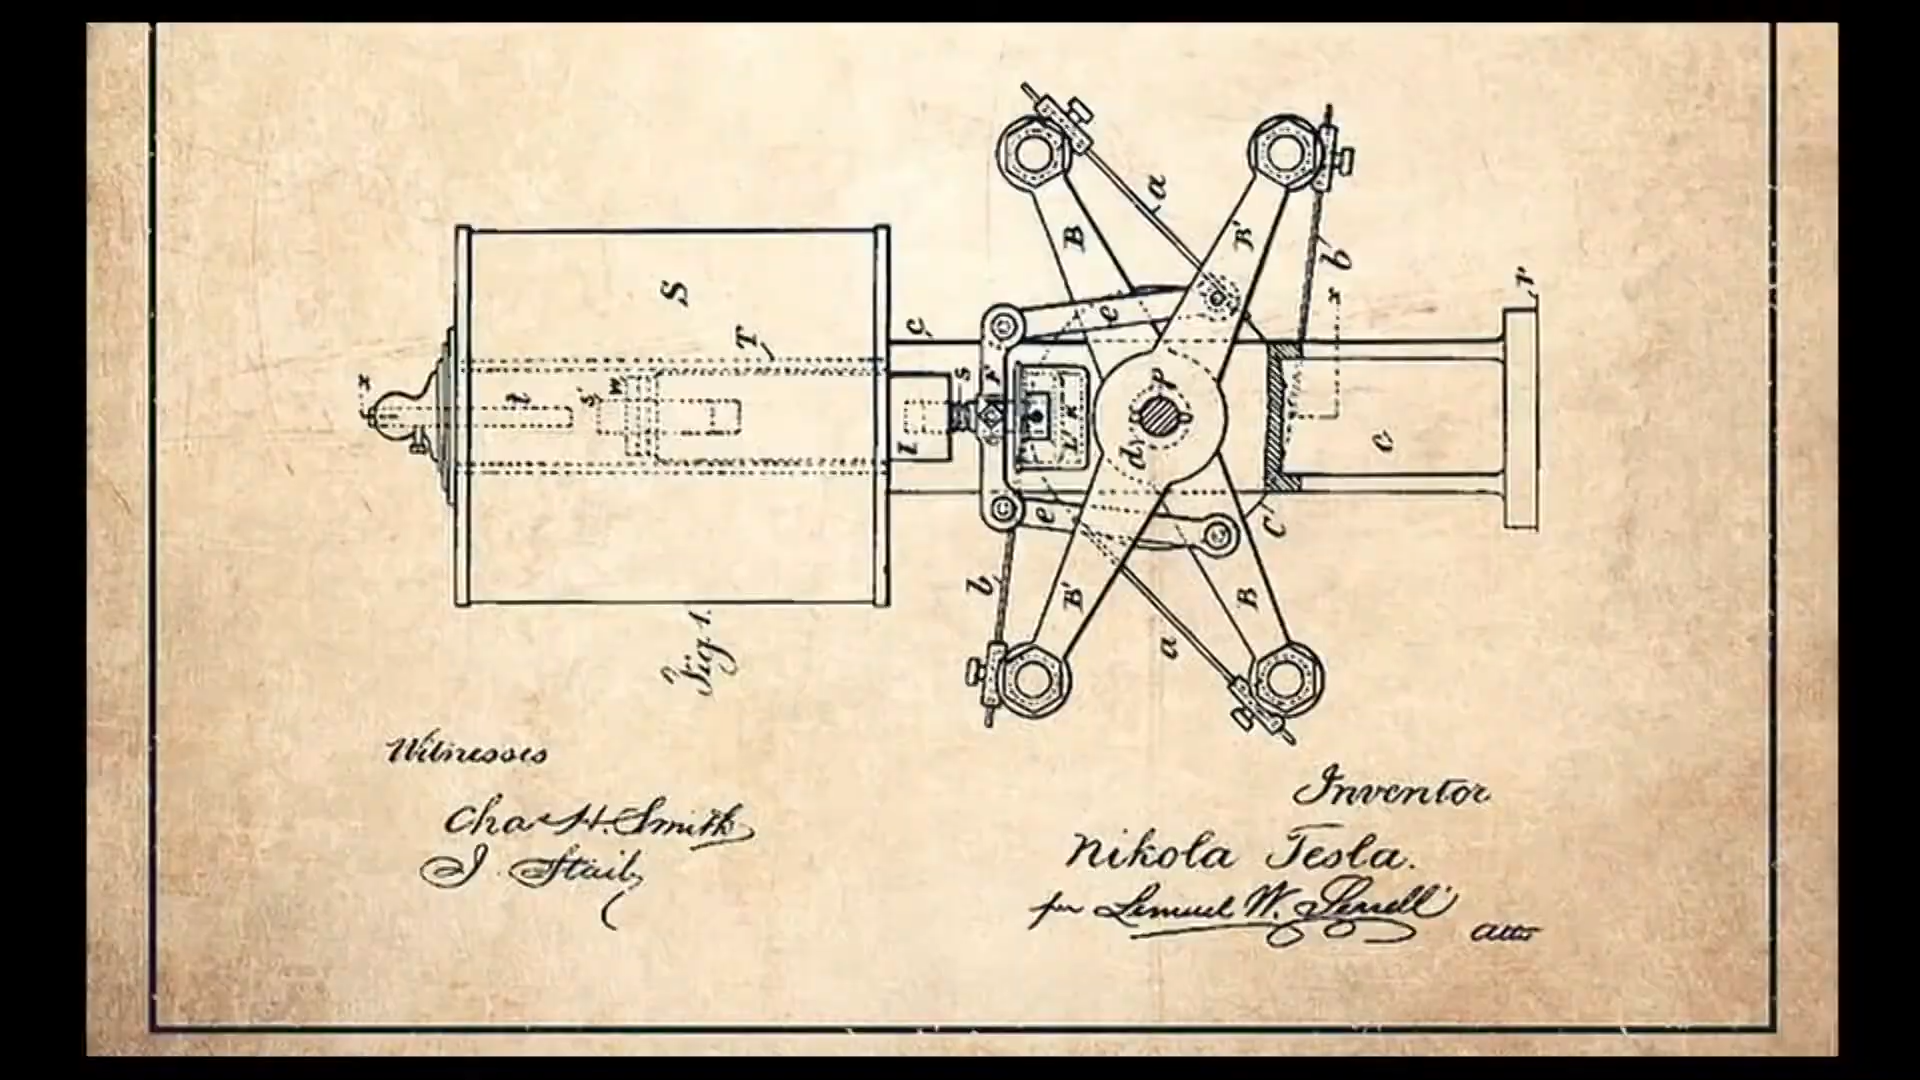 a
B
B'
b
S
e
r
x
T
C
x
t
s'
w
s
F
K
P
L'
I
d
c
e
C'
b
B'
B
a
Fig 1.
Witnesses
Inventor
Chas H. Smith
Nikola Tesla.
J. Stail
per Lemuel W. Serrell
atty